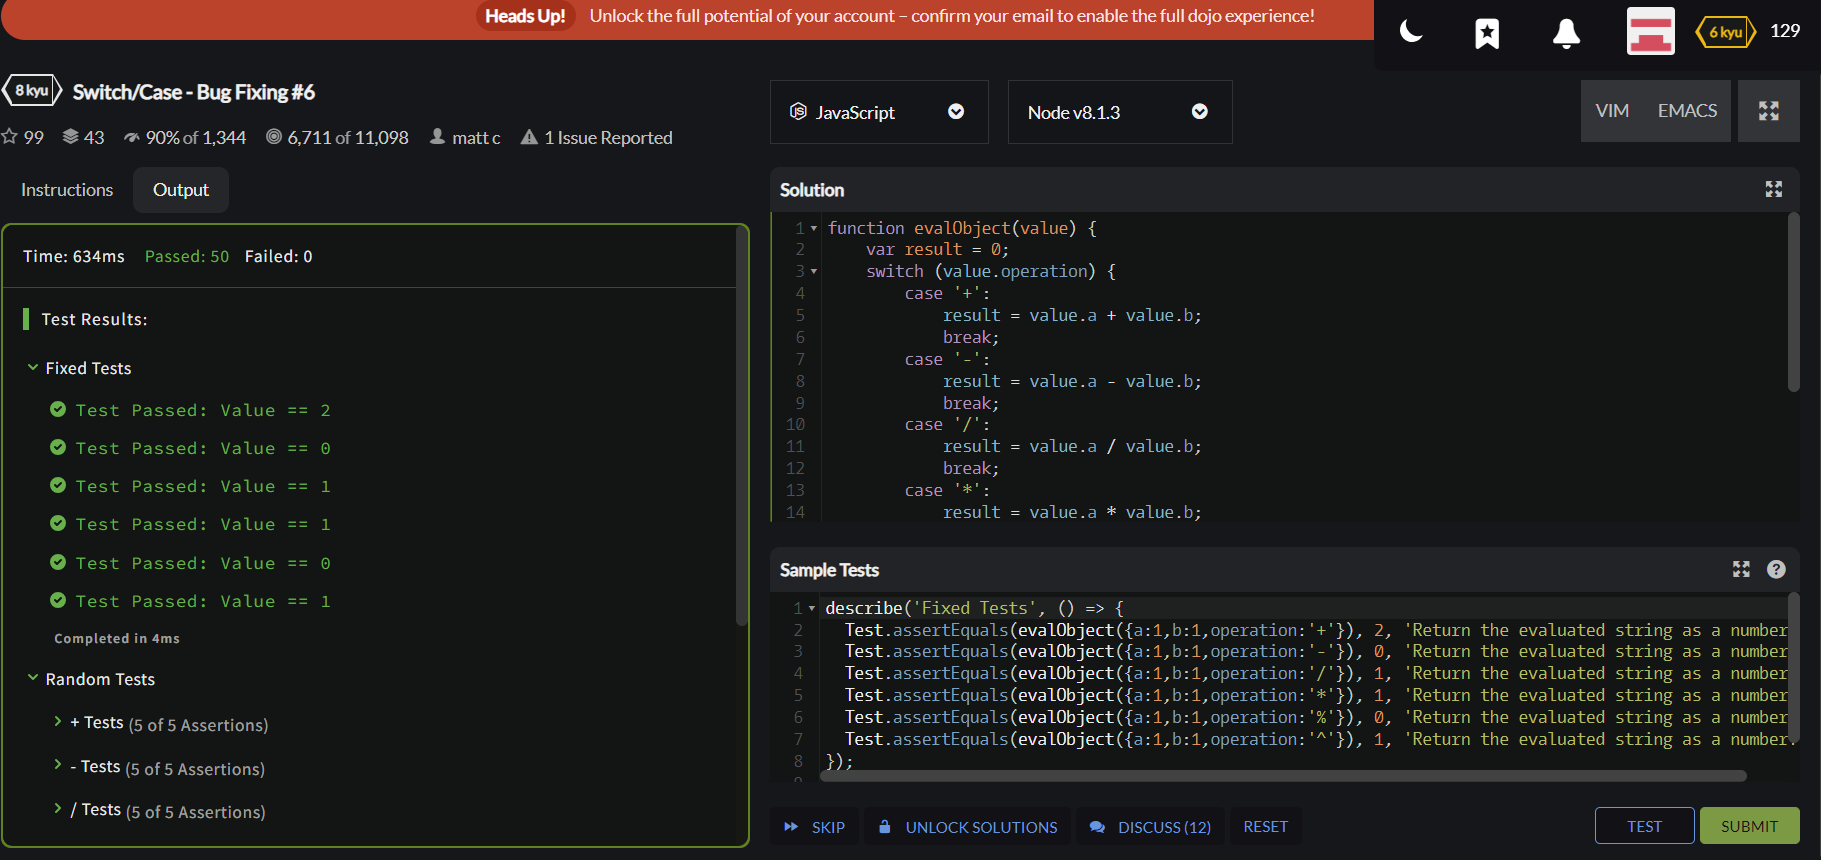 Heads Up! Unlock the full potential of your account – confirm your email to enable the full dojo experience!
6 kyu 129
8 kyu Switch/Case - Bug Fixing #6
99 43 90% of 1,344 6,711 of 11,098 matt c 1 Issue Reported
JavaScript Node v8.1.3 VIM EMACS
Instructions Output
Time: 634ms Passed: 50 Failed: 0
Test Results:
Fixed Tests
Test Passed: Value == 2
Test Passed: Value == 0
Test Passed: Value == 1
Test Passed: Value == 1
Test Passed: Value == 0
Test Passed: Value == 1
Completed in 4ms
Random Tests
+ Tests (5 of 5 Assertions)
- Tests (5 of 5 Assertions)
/ Tests (5 of 5 Assertions)
Solution
1 function evalObject(value) {
2 var result = 0;
3 switch (value.operation) {
4 case '+':
5 result = value.a + value.b;
6 break;
7 case '-':
8 result = value.a - value.b;
9 break;
10 case '/':
11 result = value.a / value.b;
12 break;
13 case '*':
14 result = value.a * value.b;
Sample Tests
1 describe('Fixed Tests', () => {
2 Test.assertEquals(evalObject({a:1,b:1,operation:'+'}), 2, 'Return the evaluated string as a number
3 Test.assertEquals(evalObject({a:1,b:1,operation:'-'}), 0, 'Return the evaluated string as a number
4 Test.assertEquals(evalObject({a:1,b:1,operation:'/'}), 1, 'Return the evaluated string as a number
5 Test.assertEquals(evalObject({a:1,b:1,operation:'*'}), 1, 'Return the evaluated string as a number
6 Test.assertEquals(evalObject({a:1,b:1,operation:'%'}), 0, 'Return the evaluated string as a number
7 Test.assertEquals(evalObject({a:1,b:1,operation:'^'}), 1, 'Return the evaluated string as a number.
8 });
SKIP UNLOCK SOLUTIONS DISCUSS (12) RESET TEST SUBMIT